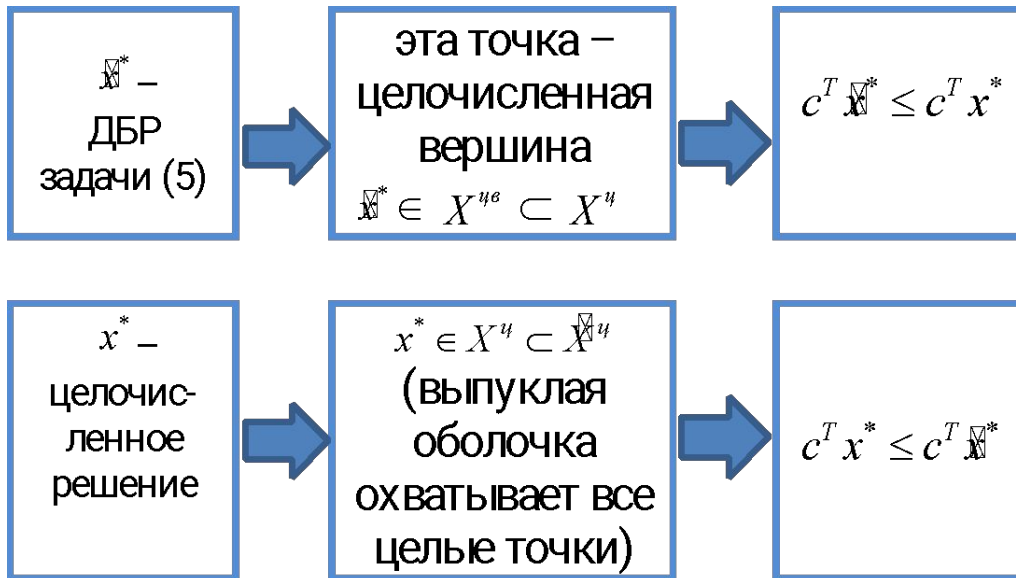 x̃* –
ДБР
задачи (5)
эта точка –
целочисленная
вершина
x̃* ∈ X^{цв} ⊂ X^{ц}
c^T x̃* ≤ c^T x*
x* –
целочис-
ленное
решение
x* ∈ X^{ц} ⊂ X̃^{ц}
(выпуклая
оболочка
охватывает все
целые точки)
c^T x* ≤ c^T x̃*